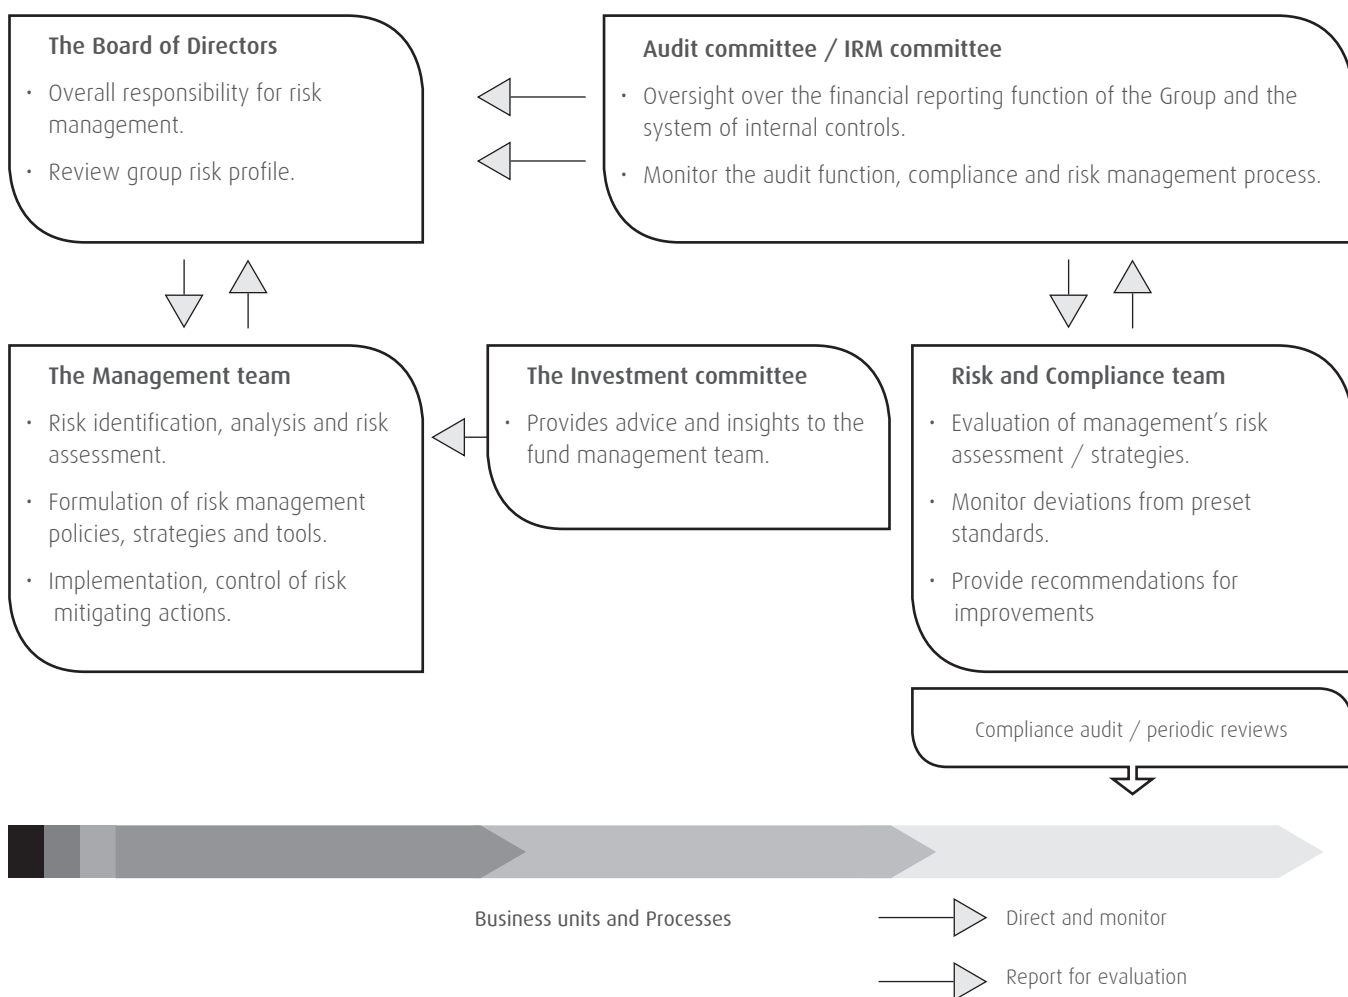 The Board of Directors
· Overall responsibility for risk
management.
· Review group risk profile.
Audit committee / IRM committee
· Oversight over the financial reporting function of the Group and the
system of internal controls.
· Monitor the audit function, compliance and risk management process.
The Management team
· Risk identification, analysis and risk
assessment.
· Formulation of risk management
policies, strategies and tools.
· Implementation, control of risk
mitigating actions.
The Investment committee
· Provides advice and insights to the
fund management team.
Risk and Compliance team
· Evaluation of management’s risk
assessment / strategies.
· Monitor deviations from preset
standards.
· Provide recommendations for
improvements
Compliance audit / periodic reviews
Business units and Processes
Direct and monitor
Report for evaluation